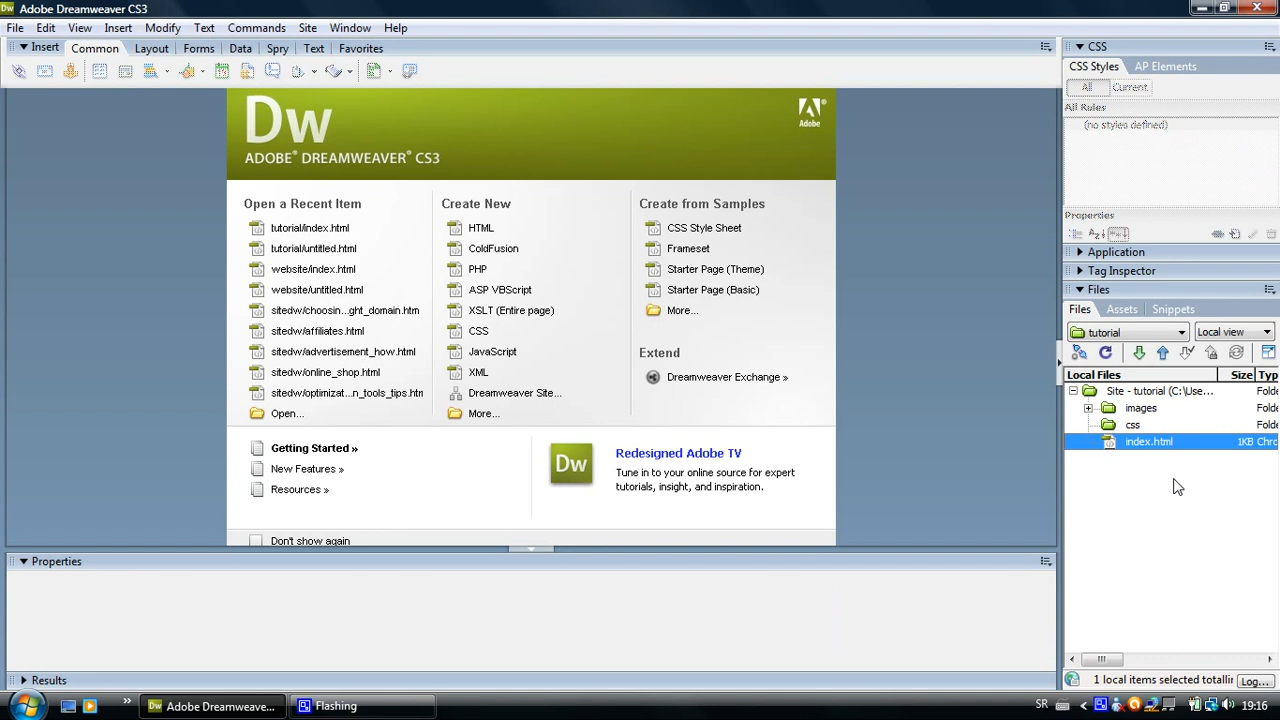 Adobe Dreamweaver CS3
File Edit View Insert Modify Text Commands Site Window Help
Insert Common Layout Forms Data Spry Text Favorites
Dw
ADOBE® DREAMWEAVER® CS3
Adobe
Open a Recent Item
tutorial/index.html
tutorial/untitled.html
website/index.html
website/untitled.html
sitedw/choosin...ght_domain.htm
sitedw/affiliates.html
sitedw/advertisement_how.html
sitedw/online_shop.html
sitedw/optimizat...n_tools_tips.htm
Open...
Create New
HTML
ColdFusion
PHP
ASP VBScript
XSLT (Entire page)
CSS
JavaScript
XML
Dreamweaver Site...
More...
Create from Samples
CSS Style Sheet
Frameset
Starter Page (Theme)
Starter Page (Basic)
More...
Extend
Dreamweaver Exchange »
Getting Started »
New Features »
Resources »
Dw
Redesigned Adobe TV
Tune in to your online source for expert
tutorials, insight, and inspiration.
Don't show again
Properties
Results
CSS
CSS Styles AP Elements
All Current
All Rules
(no styles defined)
Properties
Application
Tag Inspector
Files
Files Assets Snippets
tutorial Local view
Local Files Size Typ
Site - tutorial (C:\Use... Folde
images Folde
css Folde
index.html 1KB Chro
1 local items selected totallin Log...
Adobe Dreamweave... Flashing SR 19:16